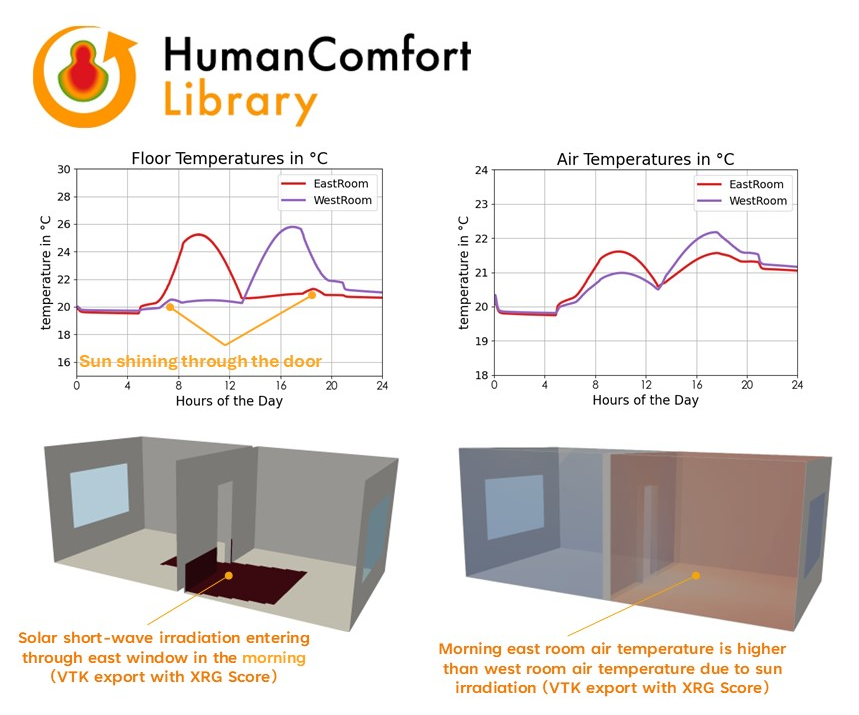 HumanComfort
Library
Floor Temperatures in °C
30
28
26
24
22
20
18
16
temperature in °C
EastRoom
WestRoom
Sun shining through the door
0 4 8 12 16 20 24
Hours of the Day
Air Temperatures in °C
24
23
22
21
20
19
18
temperature in °C
EastRoom
WestRoom
0 4 8 12 16 20 24
Hours of the Day
Solar short-wave irradiation entering
through east window in the morning
(VTK export with XRG Score)
Morning east room air temperature is higher
than west room air temperature due to sun
irradiation (VTK export with XRG Score)